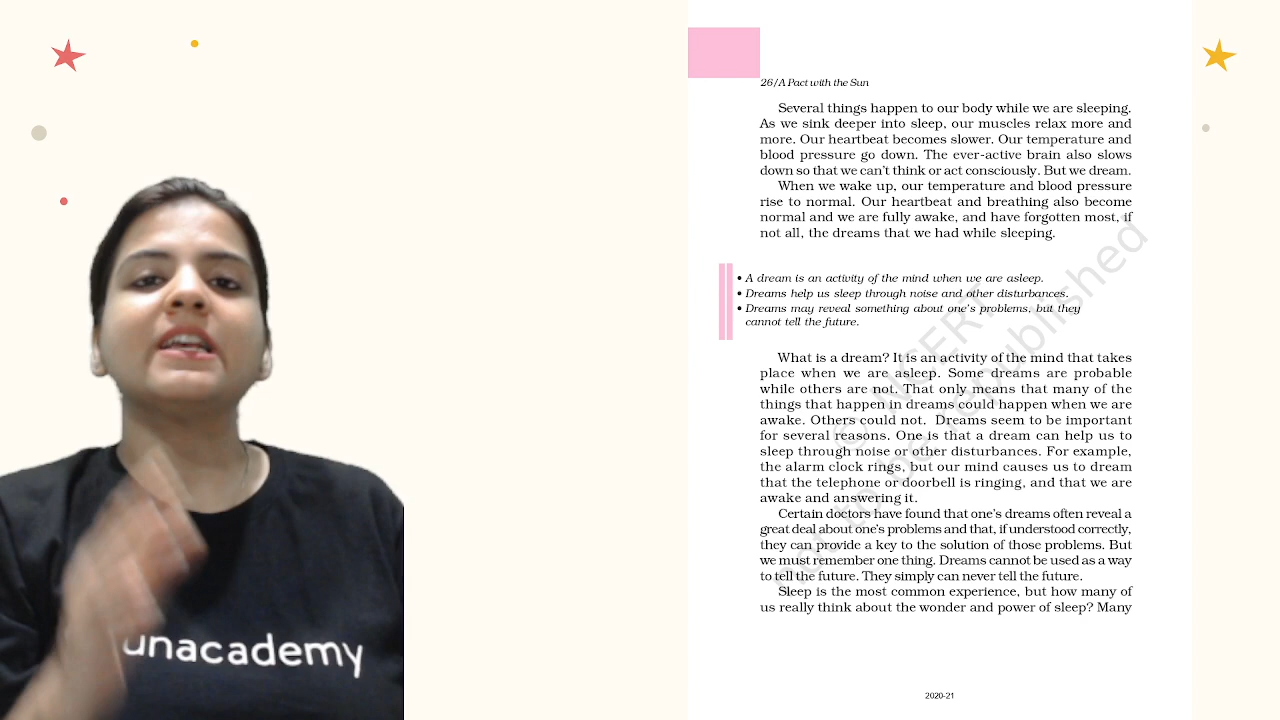 26/A Pact with the Sun
Several things happen to our body while we are sleeping.
As we sink deeper into sleep, our muscles relax more and
more. Our heartbeat becomes slower. Our temperature and
blood pressure go down. The ever-active brain also slows
down so that we can't think or act consciously. But we dream.
When we wake up, our temperature and blood pressure
rise to normal. Our heartbeat and breathing also become
normal and we are fully awake, and have forgotten most, if
not all, the dreams that we had while sleeping.
• A dream is an activity of the mind when we are asleep.
• Dreams help us sleep through noise and other disturbances.
• Dreams may reveal something about one's problems, but they
cannot tell the future.
What is a dream? It is an activity of the mind that takes
place when we are asleep. Some dreams are probable
while others are not. That only means that many of the
things that happen in dreams could happen when we are
awake. Others could not. Dreams seem to be important
for several reasons. One is that a dream can help us to
sleep through noise or other disturbances. For example,
the alarm clock rings, but our mind causes us to dream
that the telephone or doorbell is ringing, and that we are
awake and answering it.
Certain doctors have found that one's dreams often reveal a
great deal about one's problems and that, if understood correctly,
they can provide a key to the solution of those problems. But
we must remember one thing. Dreams cannot be used as a way
to tell the future. They simply can never tell the future.
Sleep is the most common experience, but how many of
us really think about the wonder and power of sleep? Many
2020-21
© NCERT
not to be republished
unacademy